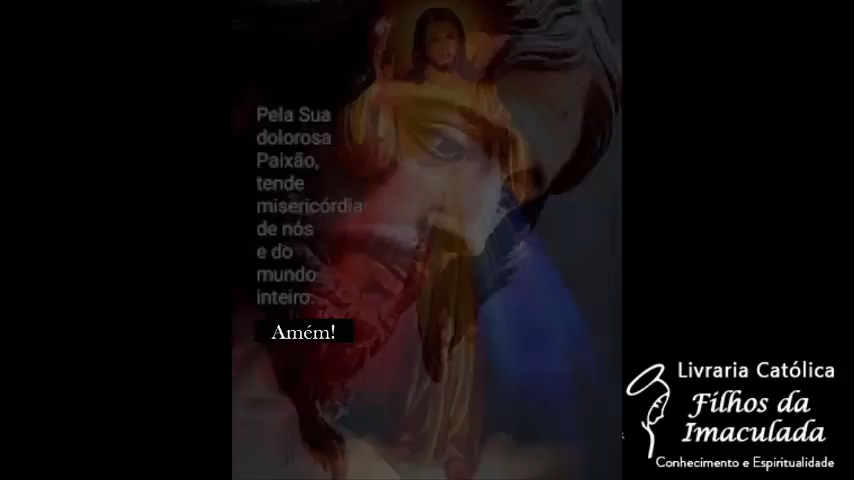 Pela Sua
dolorosa
Paixão,
tende
misericórdia
de nós
e do
mundo
inteiro.
Amém!
Livraria Católica
Filhos da
Imaculada
Conhecimento e Espiritualidade